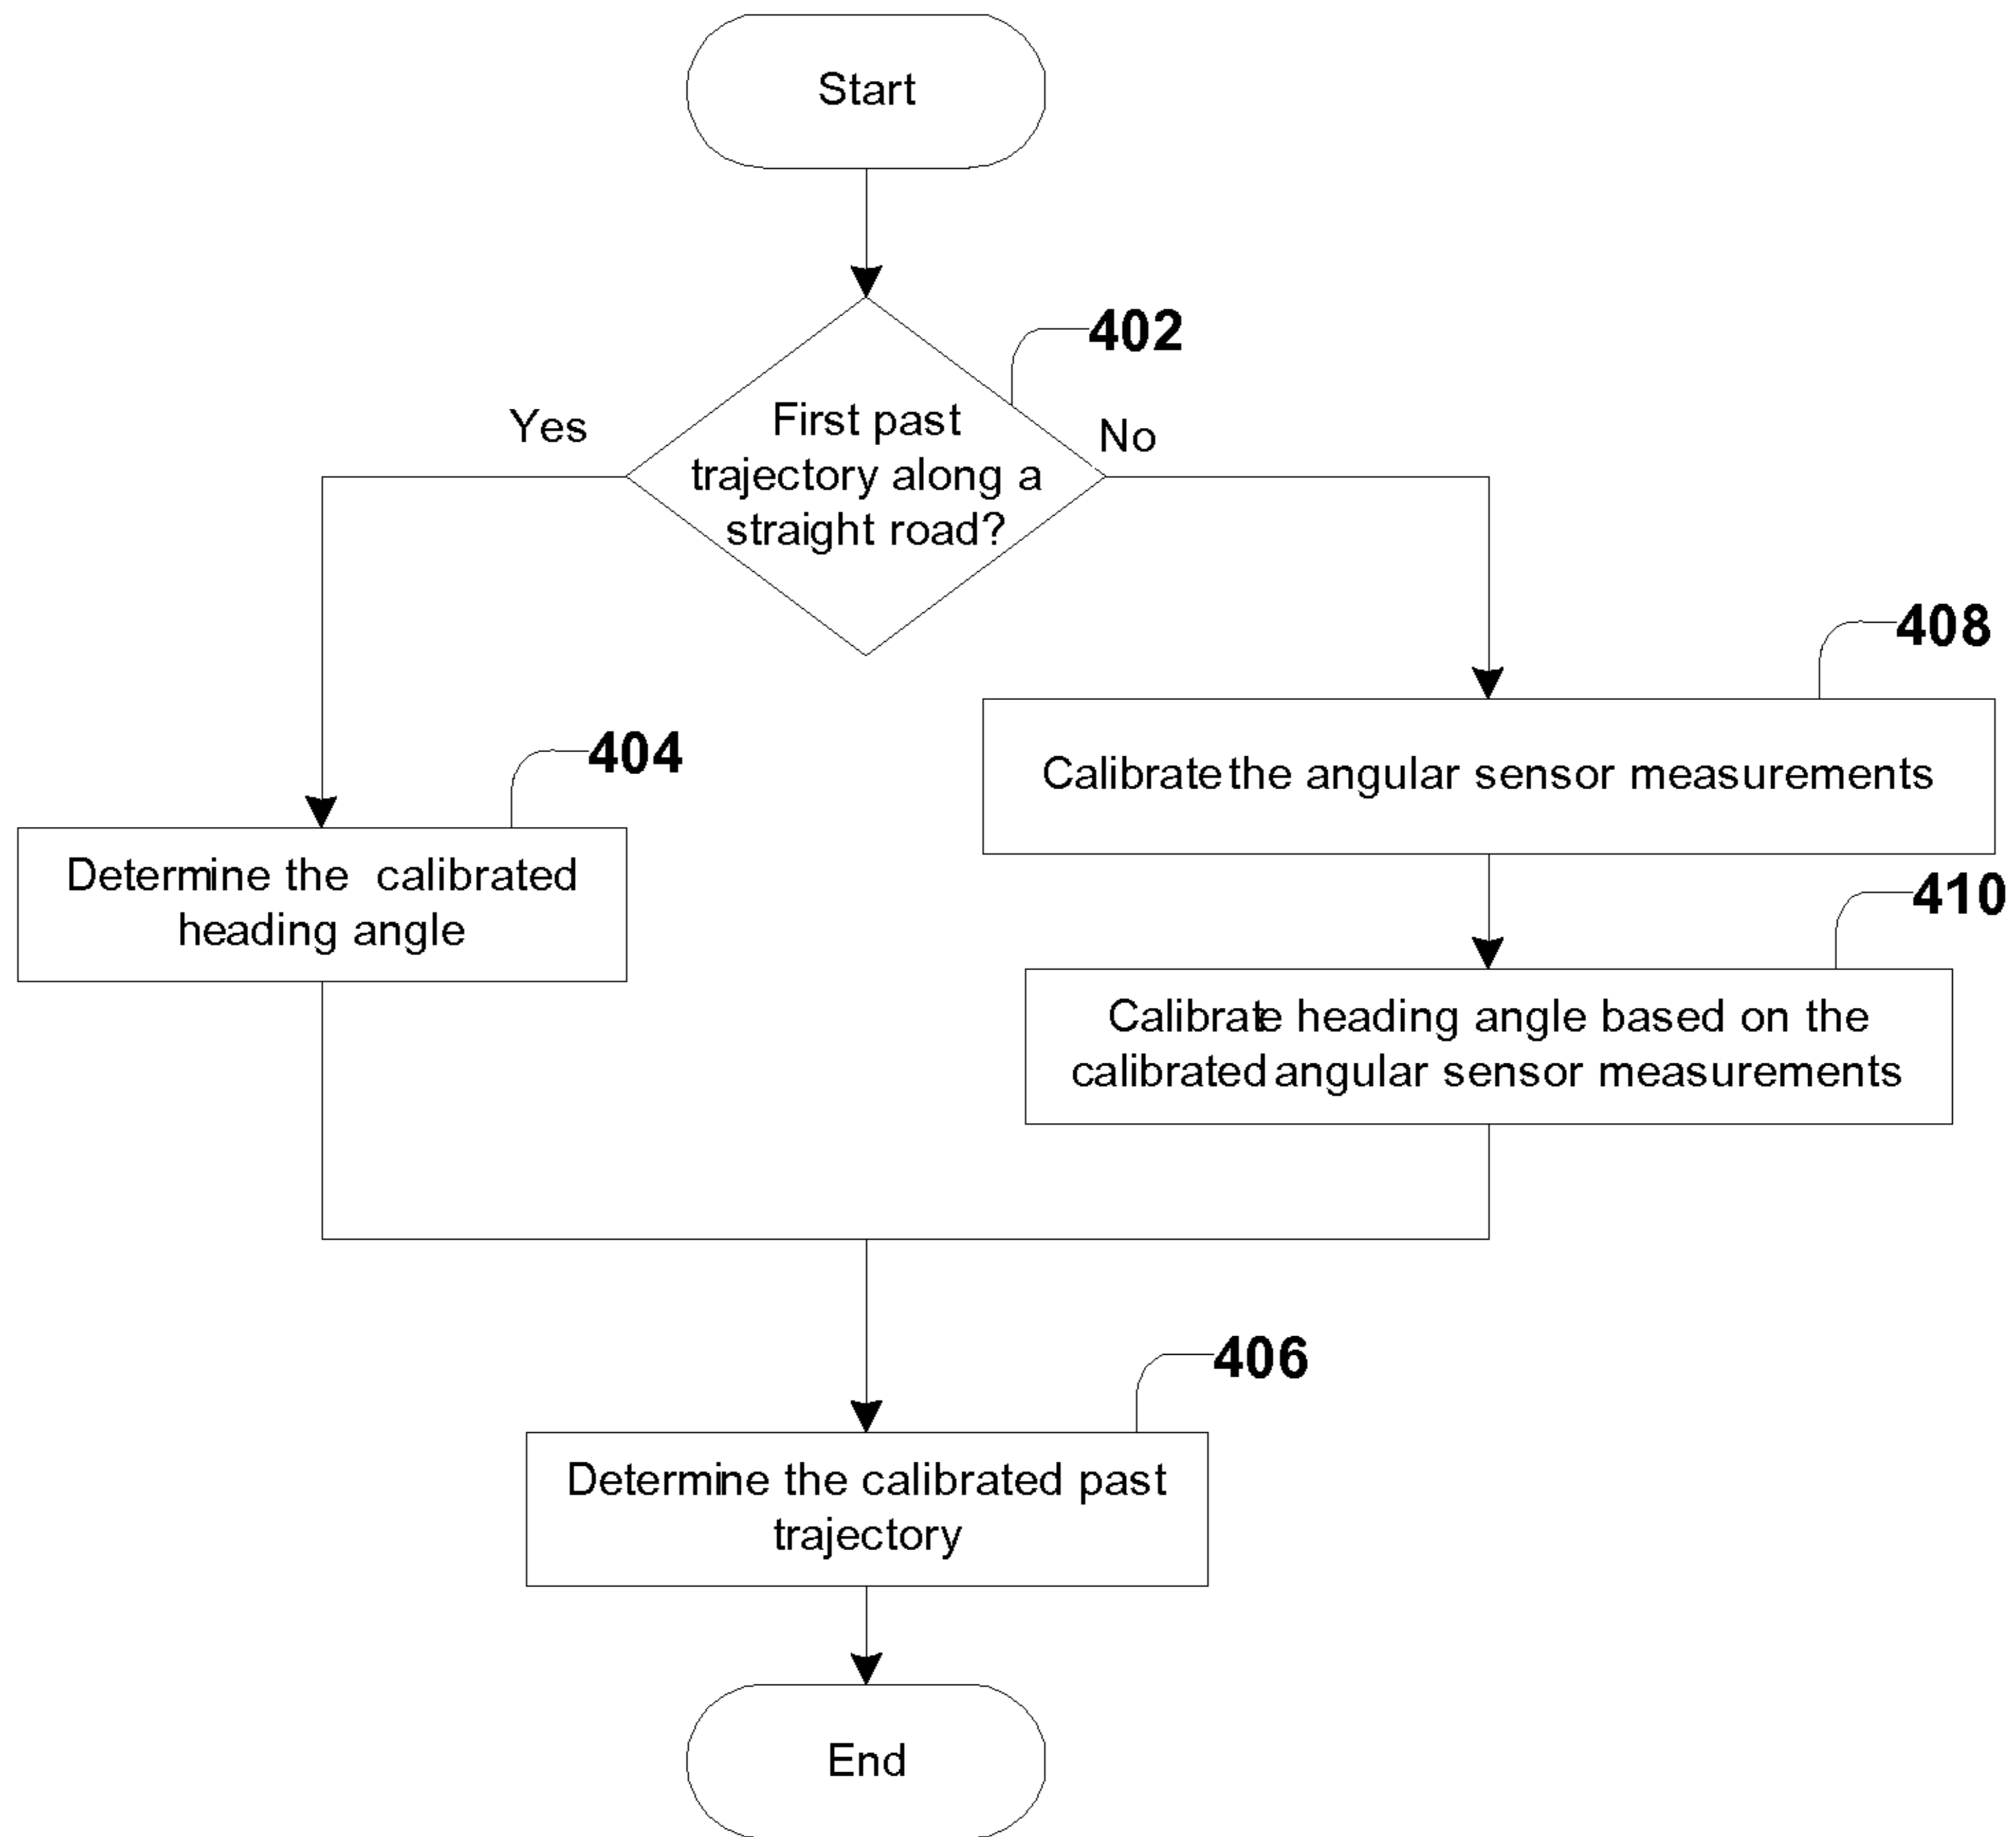 Start
402
Yes
No
First past
trajectory along a
straight road?
408
404
Calibrate the angular sensor measurements
Determine the calibrated
heading angle
410
Calibrate heading angle based on the
calibrated angular sensor measurements
406
Determine the calibrated past
trajectory
End